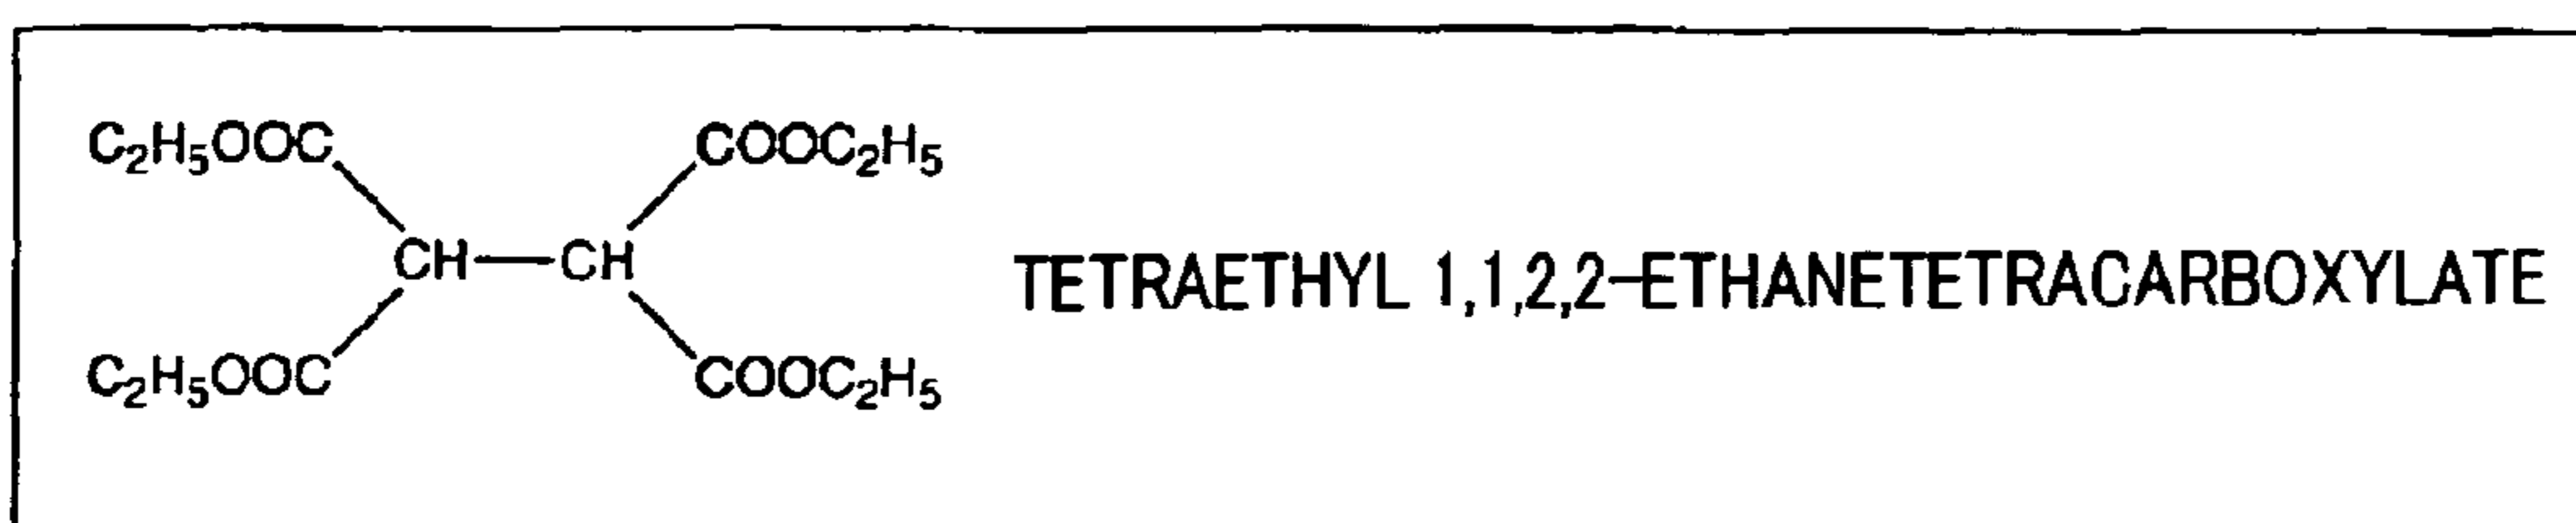 C₂H₅OOC COOC₂H₅
CH—CH TETRAETHYL 1,1,2,2-ETHANETETRACARBOXYLATE
C₂H₅OOC COOC₂H₅